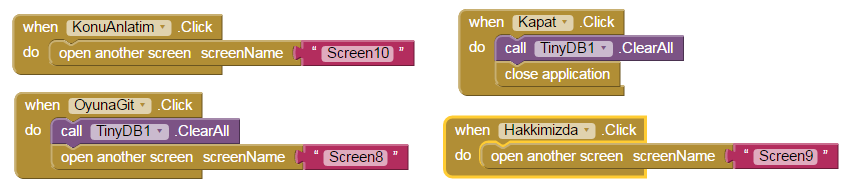 when KonuAnlatim .Click
do open another screen screenName " Screen10 "
when OyunaGit .Click
do call TinyDB1 .ClearAll
open another screen screenName " Screen8 "
when Kapat .Click
do call TinyDB1 .ClearAll
close application
when Hakkimizda .Click
do open another screen screenName " Screen9 "